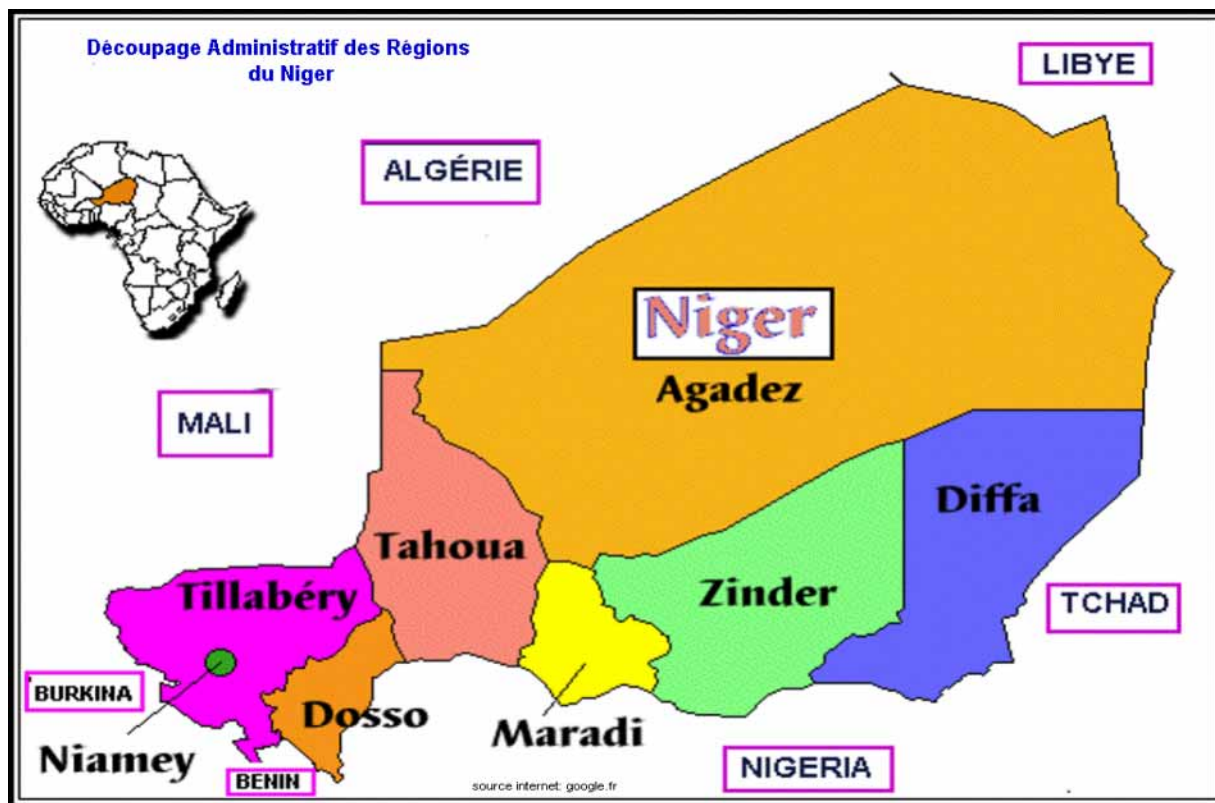 Découpage Administratif des Régions
du Niger
LIBYE
ALGÉRIE
Niger
Agadez
MALI
Diffa
Tahoua
Zinder
Tillabéry
TCHAD
BURKINA
Dosso
Maradi
Niamey
NIGERIA
BENIN
source internet: google.fr